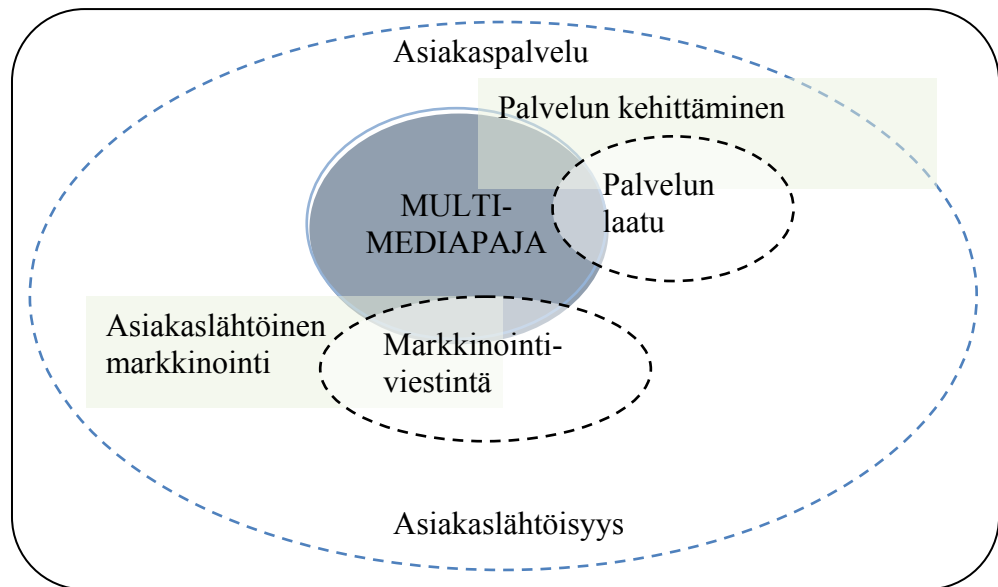 Asiakaspalvelu
Palvelun kehittäminen
Palvelun
laatu
MULTI-
MEDIAPAJA
Asiakaslähtöinen
markkinointi
Markkinointi-
viestintä
Asiakaslähtöisyys